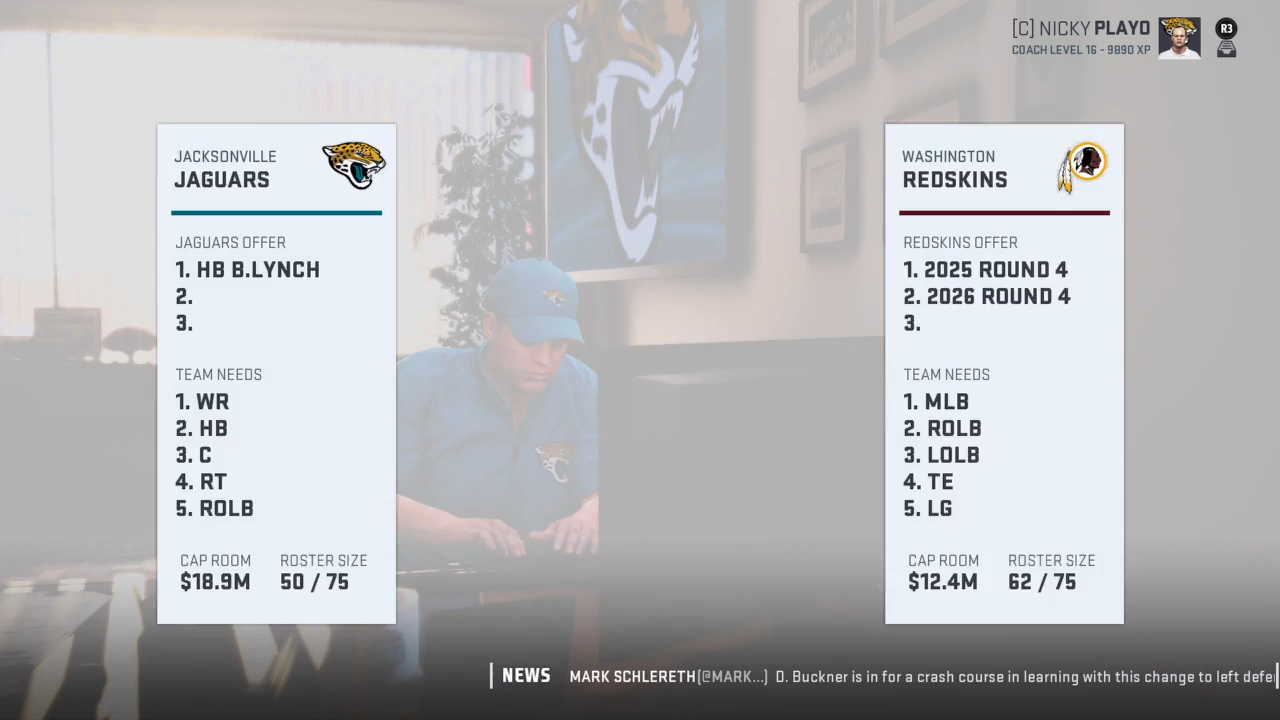 [C] NICKY PLAYO
COACH LEVEL 16 - 9890 XP
R3
JACKSONVILLE
JAGUARS
JAGUARS OFFER
1. HB B.LYNCH
2.
3.
TEAM NEEDS
1. WR
2. HB
3. C
4. RT
5. ROLB
CAP ROOM ROSTER SIZE
$18.9M 50 / 75
WASHINGTON
REDSKINS
REDSKINS OFFER
1. 2025 ROUND 4
2. 2026 ROUND 4
3.
TEAM NEEDS
1. MLB
2. ROLB
3. LOLB
4. TE
5. LG
CAP ROOM ROSTER SIZE
$12.4M 62 / 75
NEWS MARK SCHLERETH(@MARK...) D. Buckner is in for a crash course in learning with this change to left defe